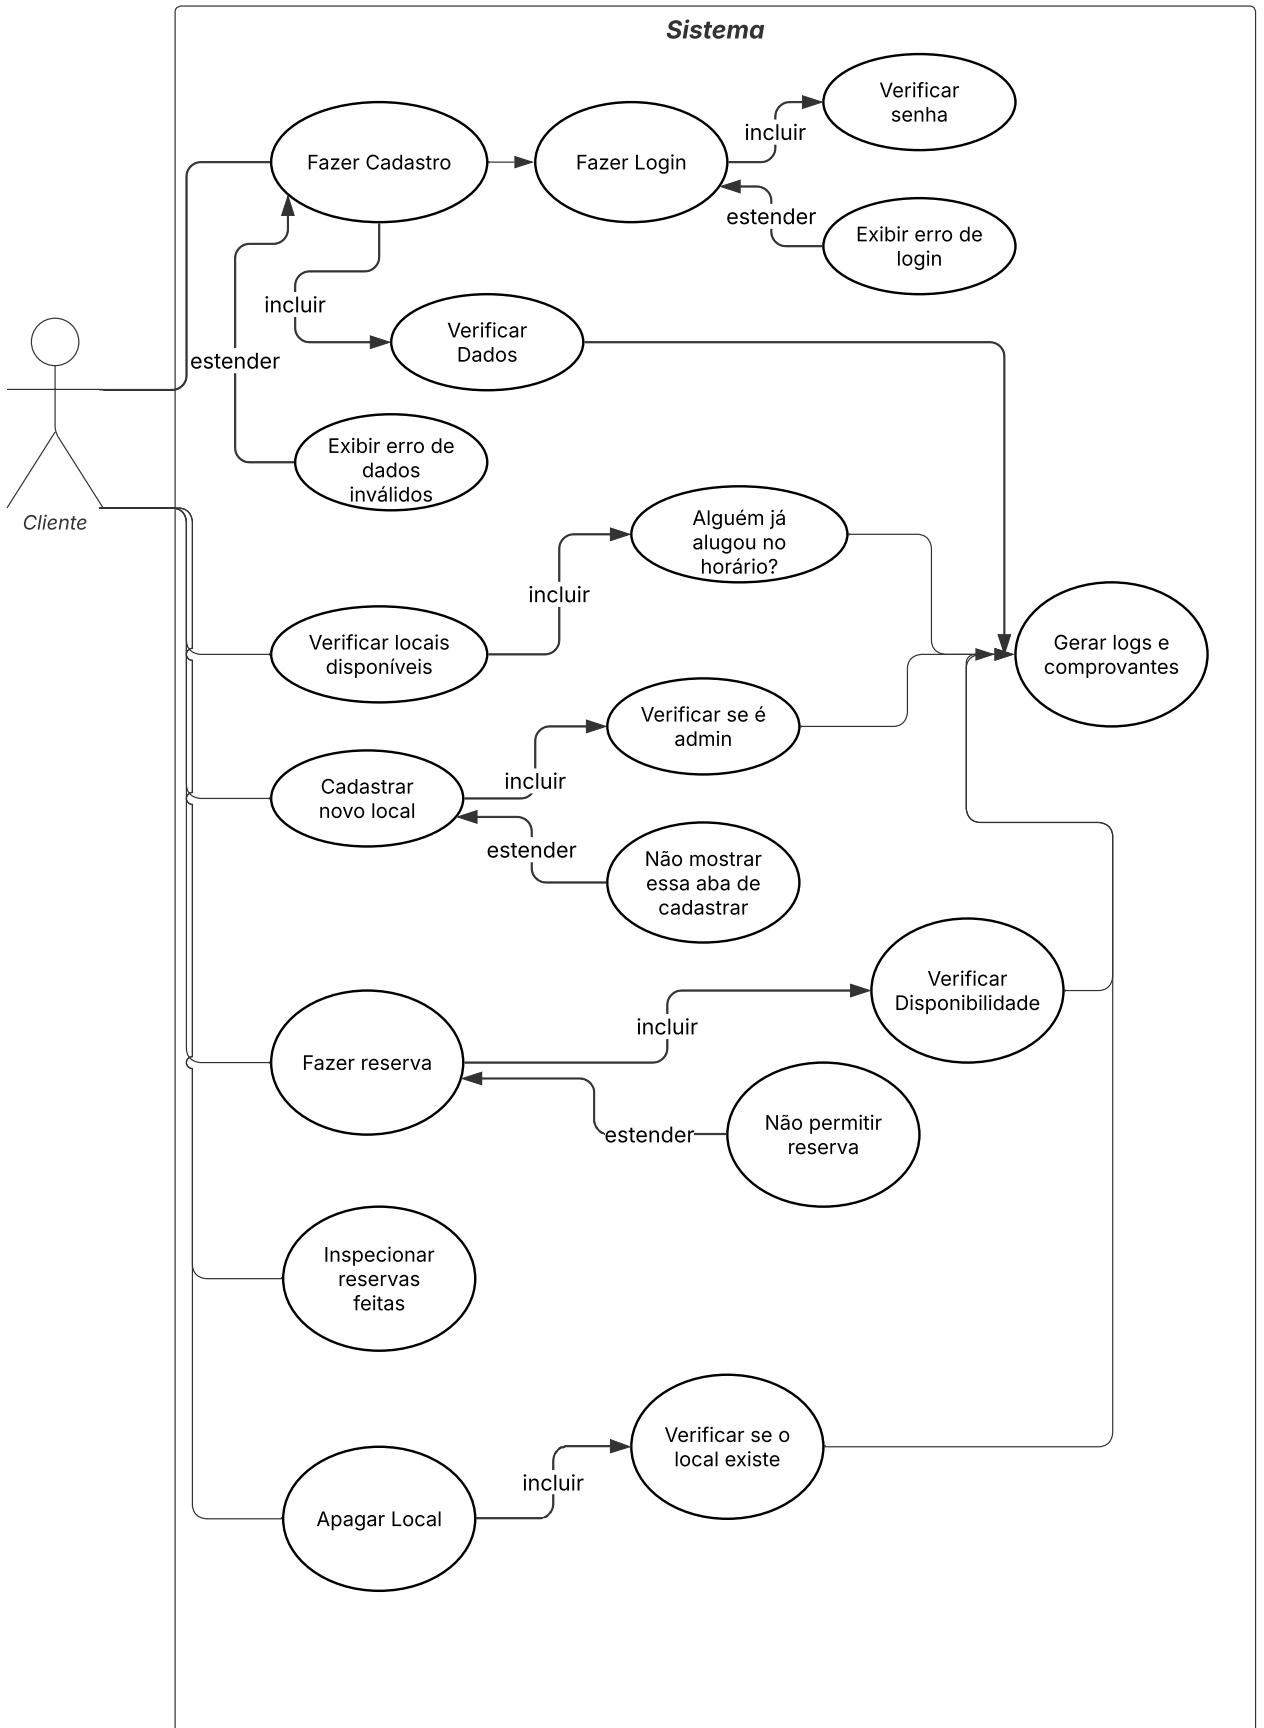 Sistema
Verificar
senha
incluir
Fazer Cadastro
Fazer Login
estender
Exibir erro de
login
incluir
Verificar
Dados
estender
Exibir erro de
dados
inválidos
Cliente
Alguém já
alugou no
horário?
incluir
Verificar locais
disponíveis
Gerar logs e
comprovantes
Verificar se é
admin
incluir
Cadastrar
novo local
estender
Não mostrar
essa aba de
cadastrar
Verificar
Disponibilidade
incluir
Fazer reserva
estender
Não permitir
reserva
Inspecionar
reservas
feitas
Verificar se o
local existe
incluir
Apagar Local